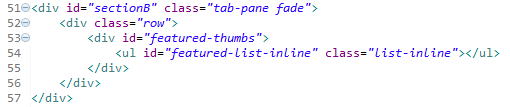 51 <div id="sectionB" class="tab-pane fade">
52     <div class="row">
53         <div id="featured-thumbs">
54             <ul id="featured-list-inline" class="list-inline"></ul>
55         </div>
56     </div>
57 </div>